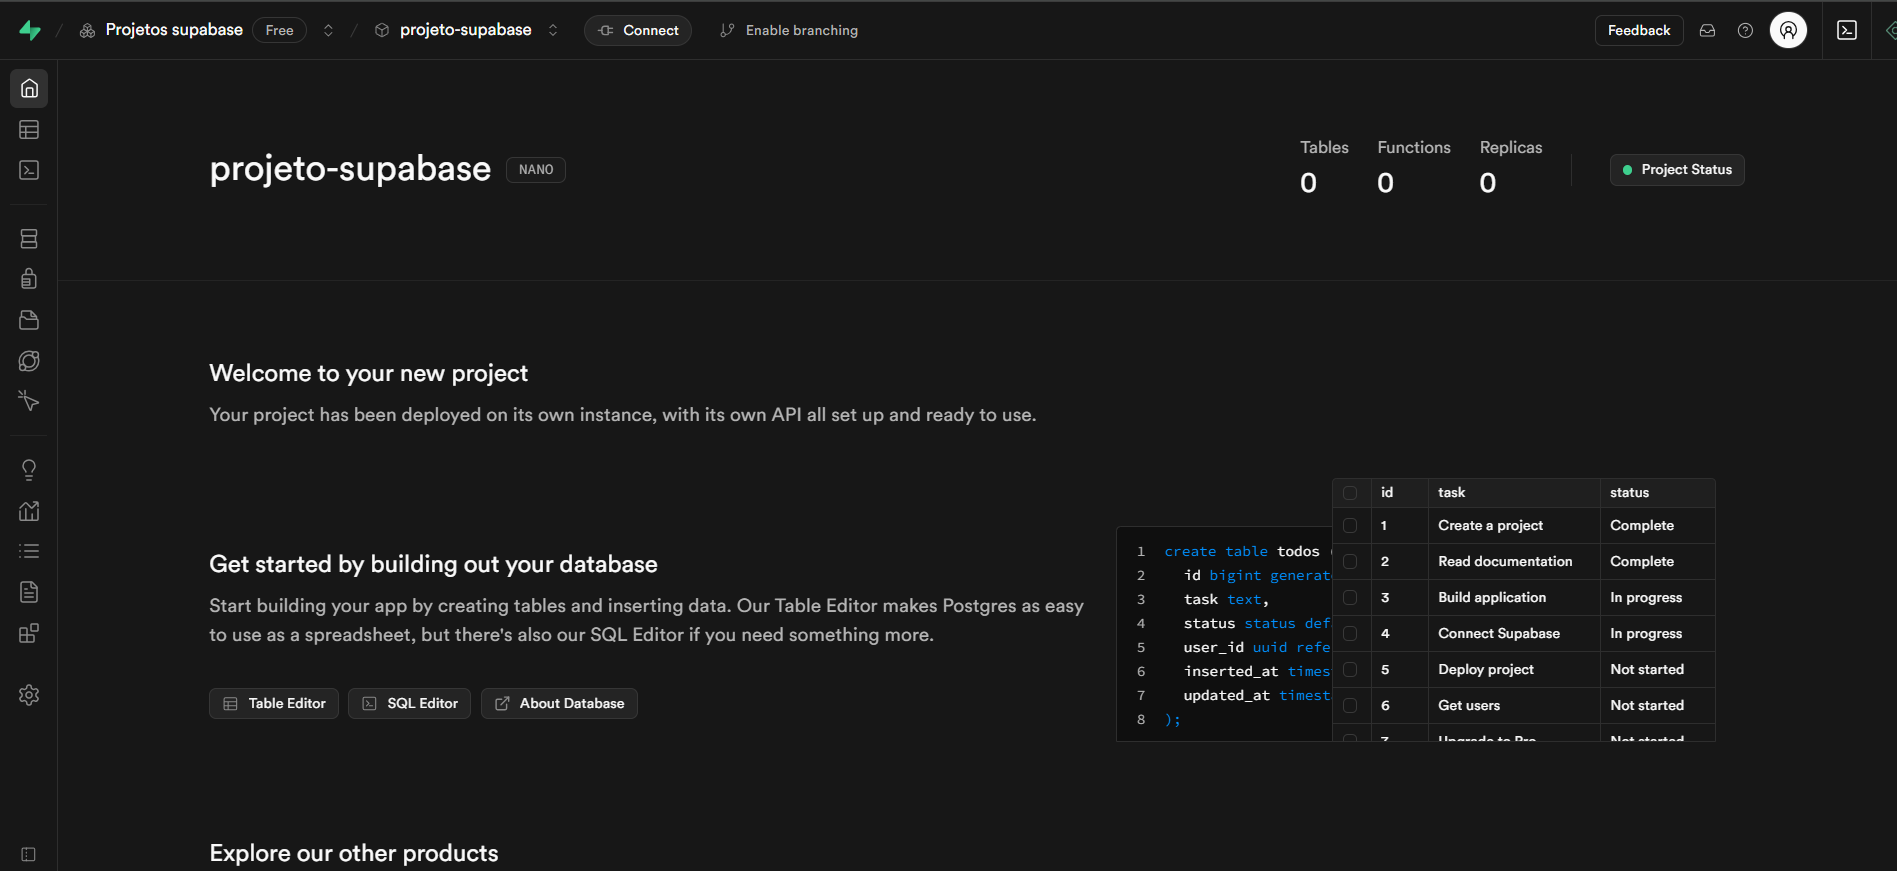 Projetos supabase Free projeto-supabase Connect Enable branching Feedback
projeto-supabase NANO
Tables Functions Replicas
0 0 0
Project Status
Welcome to your new project
Your project has been deployed on its own instance, with its own API all set up and ready to use.
Get started by building out your database
Start building your app by creating tables and inserting data. Our Table Editor makes Postgres as easy
to use as a spreadsheet, but there's also our SQL Editor if you need something more.
Table Editor SQL Editor About Database
1 create table todos (
2 id bigint generat
3 task text,
4 status status def
5 user_id uuid refe
6 inserted_at times
7 updated_at timest
8 );
id task status
1 Create a project Complete
2 Read documentation Complete
3 Build application In progress
4 Connect Supabase In progress
5 Deploy project Not started
6 Get users Not started
7 Upgrade to Pro Not started
Explore our other products